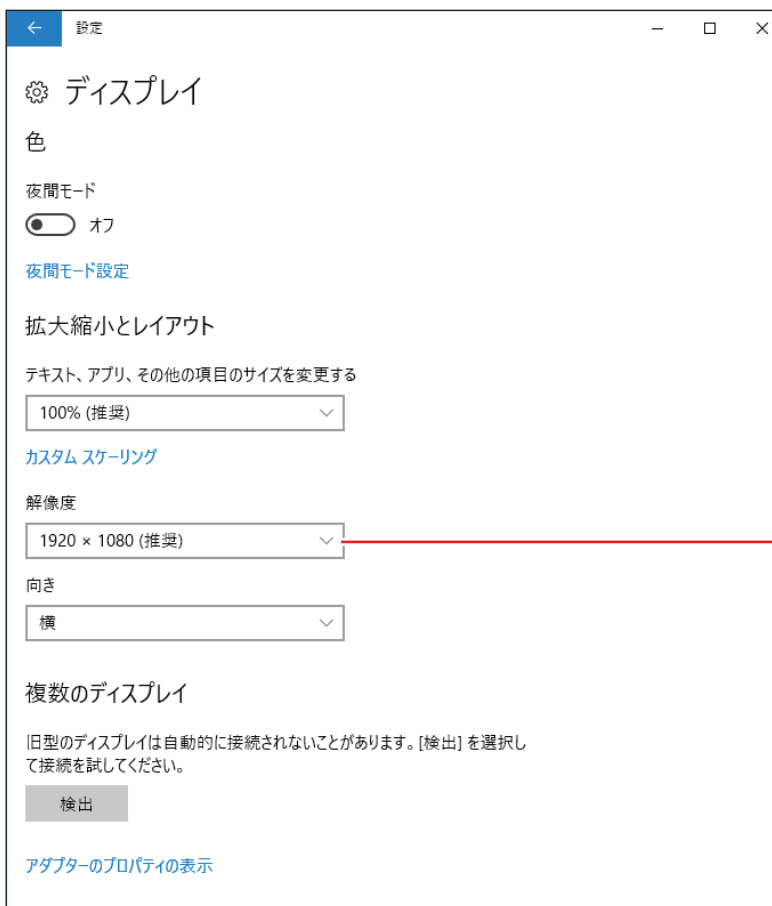 設定
ディスプレイ
色
夜間モード
オフ
夜間モード設定
拡大縮小とレイアウト
テキスト、アプリ、その他の項目のサイズを変更する
100% (推奨)
カスタム スケーリング
解像度
1920 × 1080 (推奨)
向き
横
複数のディスプレイ
旧型のディスプレイは自動的に接続されないことがあります。[検出] を選択し
て接続を試してください。
検出
アダプターのプロパティの表示